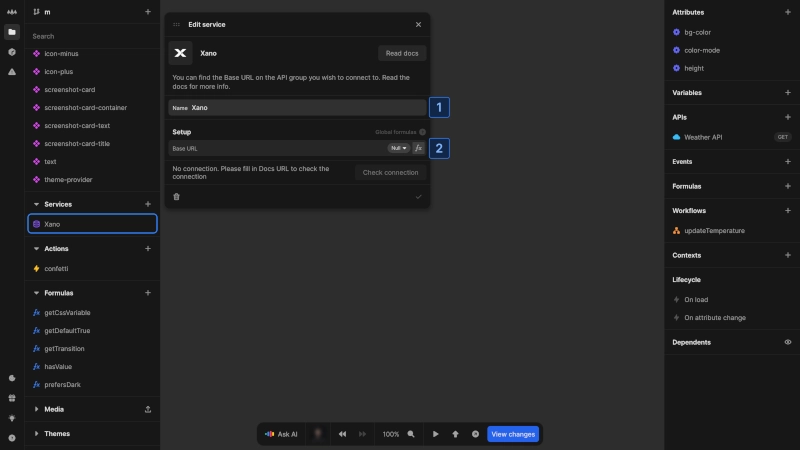 m
Search
icon-minus
icon-plus
screenshot-card
screenshot-card-container
screenshot-card-text
screenshot-card-title
text
theme-provider
Services
Xano
Actions
confetti
Formulas
getCssVariable
getDefaultTrue
getTransition
hasValue
prefersDark
Media
Themes
Edit service
Xano
Read docs
You can find the Base URL on the API group you wish to connect to. Read the
docs for more info.
Name Xano
1
Setup
Global formulas
Base URL
Null
fx
2
No connection. Please fill in Docs URL to check the
connection
Check connection
Ask AI
100%
View changes
Attributes
bg-color
color-mode
height
Variables
APIs
Weather API
GET
Events
Formulas
Workflows
updateTemperature
Contexts
Lifecycle
On load
On attribute change
Dependents